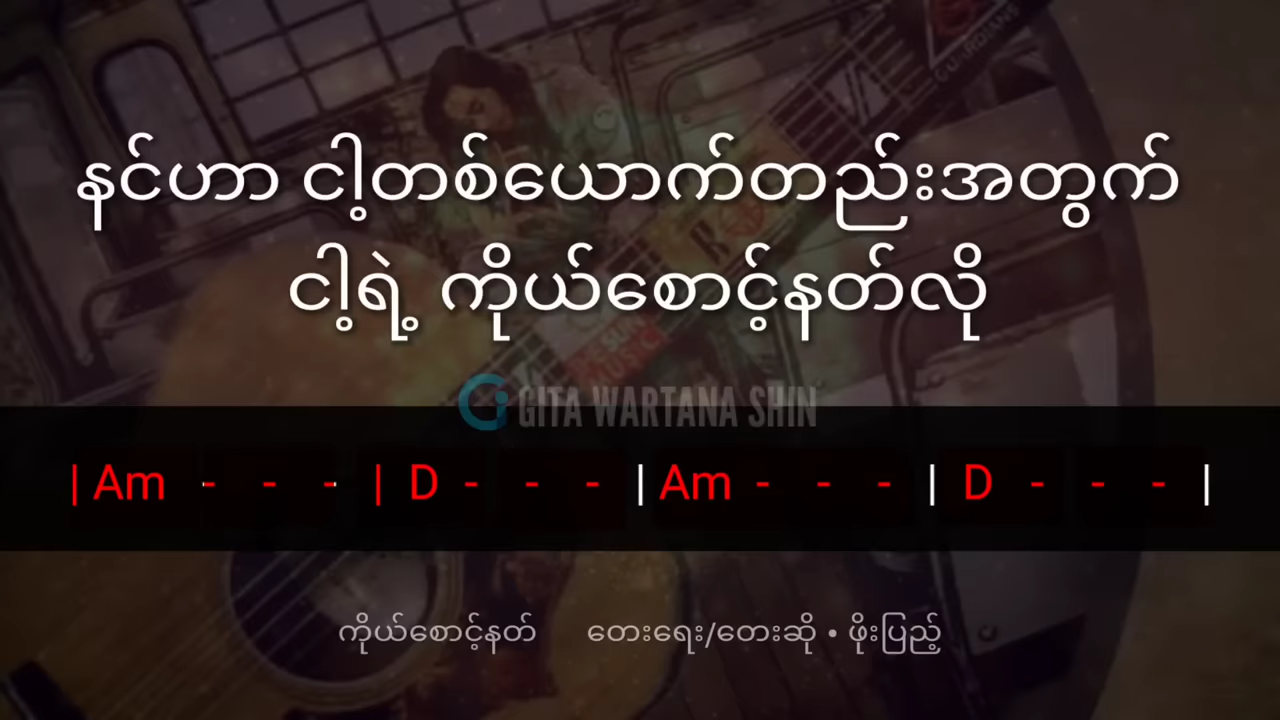 GUARDIANS
နင်ဟာ ငါ့တစ်ယောက်တည်းအတွက်
ငါ့ရဲ့ ကိုယ်စောင့်နတ်လို
MUSIC
GITA WARTANA SHIN
| Am - - - | D - - - | Am - - - | D - - - |
ကိုယ်စောင့်နတ် တေးရေး/တေးဆို • ဖိုးပြည့်